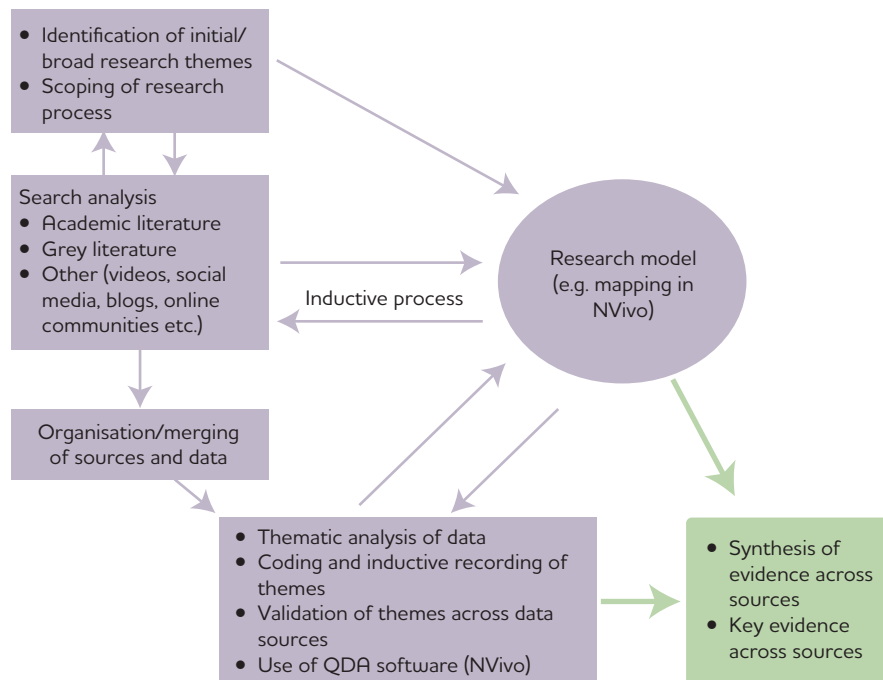 • Identification of initial/
broad research themes
• Scoping of research
process
Search analysis
• Academic literature
• Grey literature
• Other (videos, social
media, blogs, online
communities etc.)
Inductive process
Research model
(e.g. mapping in
NVivo)
Organisation/merging
of sources and data
• Thematic analysis of data
• Coding and inductive recording of
themes
• Validation of themes across data
sources
• Use of QDA software (NVivo)
• Synthesis of
evidence across
sources
• Key evidence
across sources